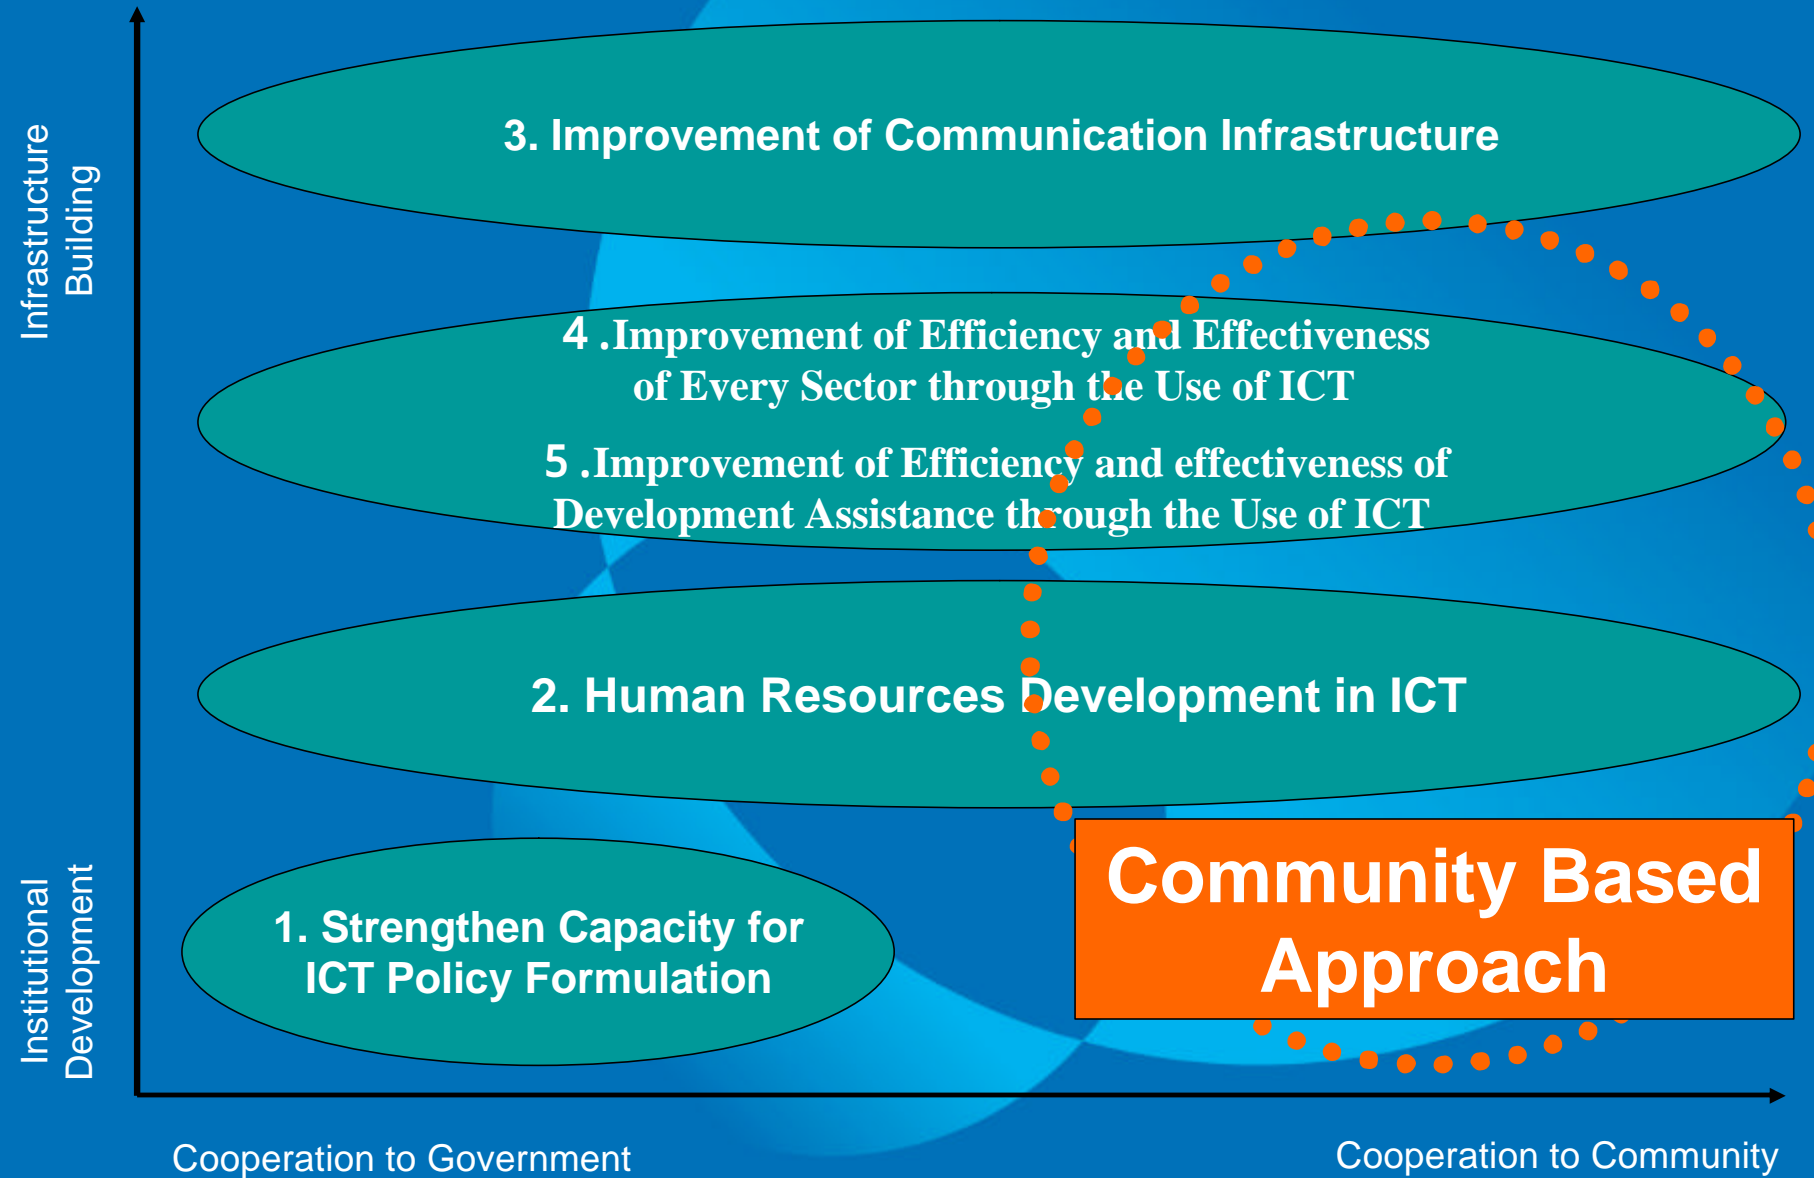 Infrastructure
Building
3. Improvement of Communication Infrastructure
４.Improvement of Efficiency and Effectiveness
of Every Sector through the Use of ICT
５.Improvement of Efficiency and effectiveness of
Development Assistance through the Use of ICT
2. Human Resources Development in ICT
Institutional
Development
1. Strengthen Capacity for
ICT Policy Formulation
Community Based
Approach
Cooperation to Government
Cooperation to Community